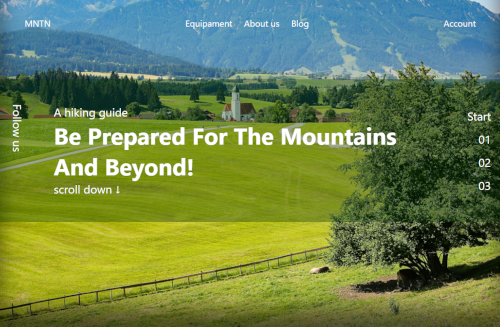 MNTN
Equipament About us Blog
Account
Follow us
A hiking guide
Be Prepared For The Mountains
And Beyond!
scroll down ↓
Start
01
02
03